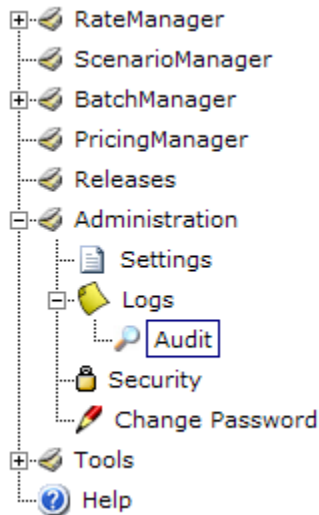 RateManager
ScenarioManager
BatchManager
PricingManager
Releases
Administration
Settings
Logs
Audit
Security
Change Password
Tools
Help